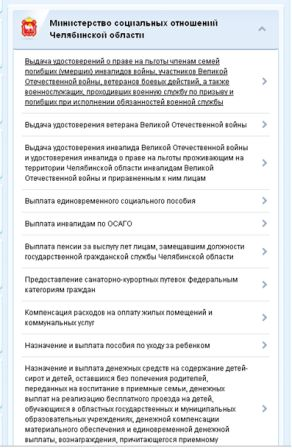 Министерство социальных отношений
Челябинской области
Выдача удостоверений о праве на льготы членам семей
погибших (умерших) инвалидов войны, участников Великой
Отечественной войны, ветеранов боевых действий, а также
военнослужащих, проходивших военную службу по призыву и
погибших при исполнении обязанностей военной службы
Выдача удостоверения ветерана Великой Отечественной войны
Выдача удостоверения инвалида Великой Отечественной войны
и удостоверения инвалида о праве на льготы проживающим на
территории Челябинской области инвалидам Великой
Отечественной войны и приравненным к ним лицам
Выплата единовременного социального пособия
Выплата инвалидам по ОСАГО
Выплата пенсии за выслугу лет лицам, замещавшим должности
государственной гражданской службы Челябинской области
Предоставление санаторно-курортных путевок федеральным
категориям граждан
Компенсация расходов на оплату жилых помещений и
коммунальных услуг
Назначение и выплата пособия по уходу за ребенком
Назначение и выплата денежных средств на содержание детей-
сирот и детей, оставшихся без попечения родителей,
переданных на воспитание в приемные семьи, денежных
выплат на реализацию бесплатного проезда на детей,
обучающихся в областных государственных и муниципальных
образовательных учреждениях, денежной компенсации
материального обеспечения и единовременной денежной
выплаты, вознаграждения, причитающегося приемному